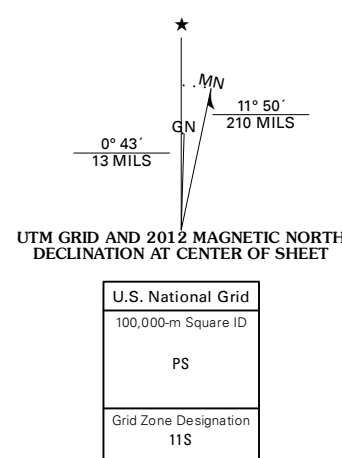 ★
MN
GN
11° 50´
210 MILS
0° 43´
13 MILS
UTM GRID AND 2012 MAGNETIC NORTH
DECLINATION AT CENTER OF SHEET
U.S. National Grid
100,000-m Square ID
PS
Grid Zone Designation
11S